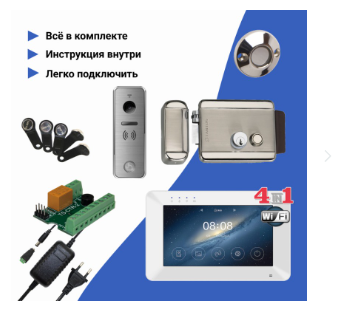 Всё в комплекте
Инструкция внутри
Легко подключить
4в1
Wi Fi
08:08